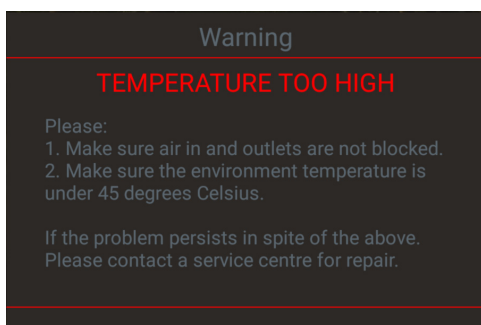 Warning
TEMPERATURE TOO HIGH
Please:
1. Make sure air in and outlets are not blocked.
2. Make sure the environment temperature is
under 45 degrees Celsius.
If the problem persists in spite of the above.
Please contact a service centre for repair.